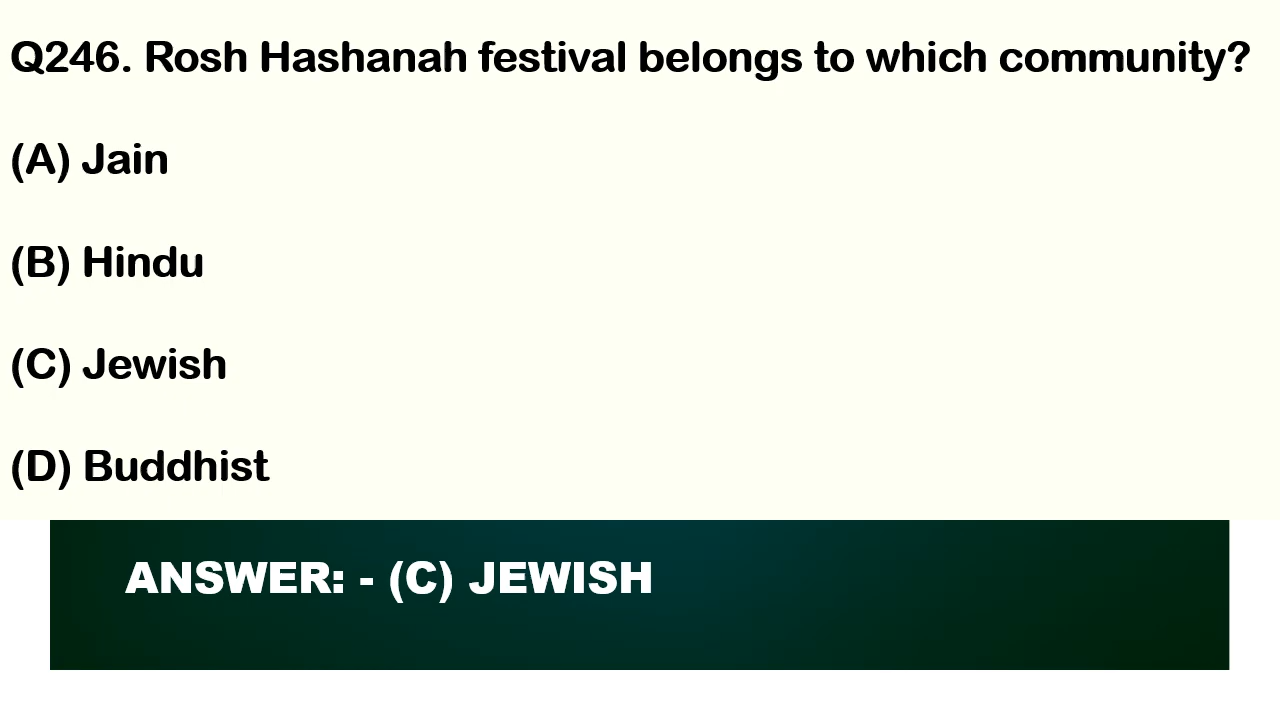 Q246. Rosh Hashanah festival belongs to which community?
(A) Jain
(B) Hindu
(C) Jewish
(D) Buddhist
ANSWER: - (C) JEWISH